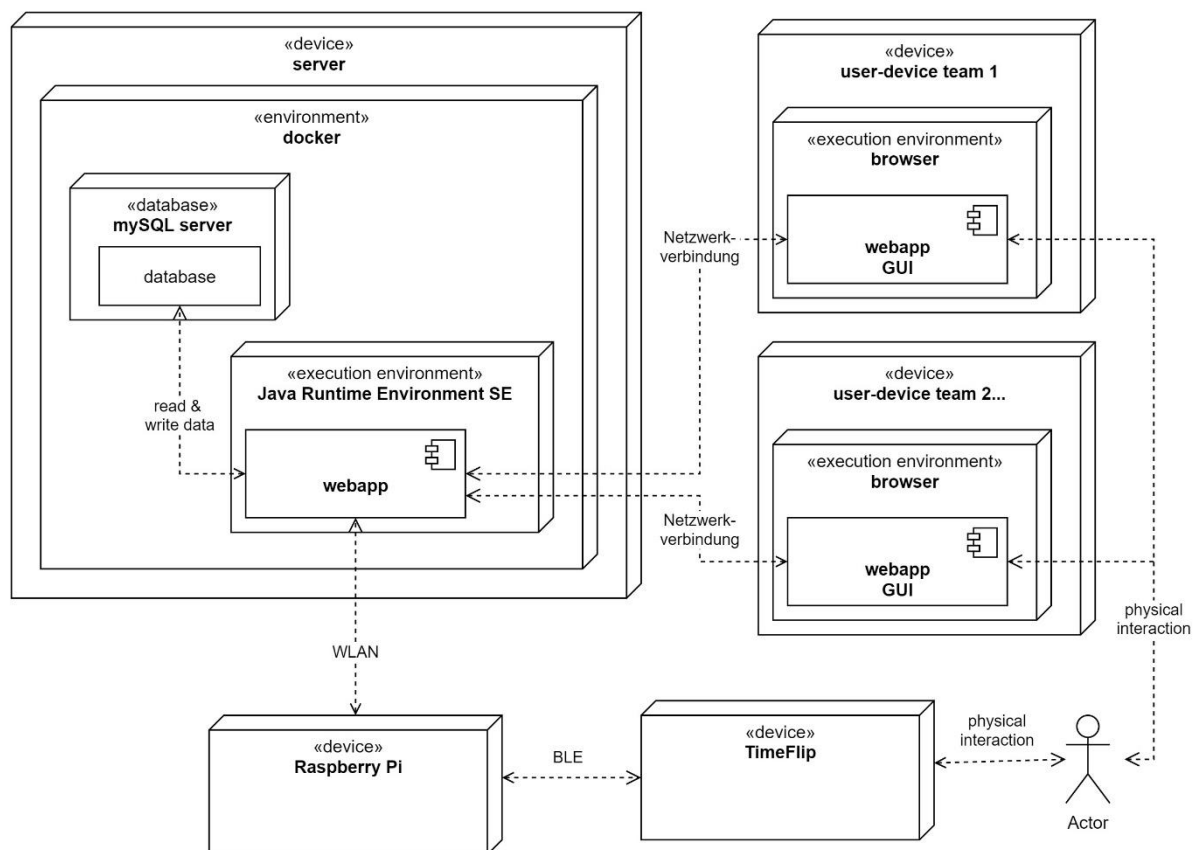 «device»
server
«environment»
docker
«database»
mySQL server
database
read &
write data
«execution environment»
Java Runtime Environment SE
webapp
Netzwerk-
verbindung
Netzwerk-
verbindung
«device»
user-device team 1
«execution environment»
browser
webapp
GUI
«device»
user-device team 2...
«execution environment»
browser
webapp
GUI
physical
interaction
WLAN
«device»
Raspberry Pi
BLE
«device»
TimeFlip
physical
interaction
Actor